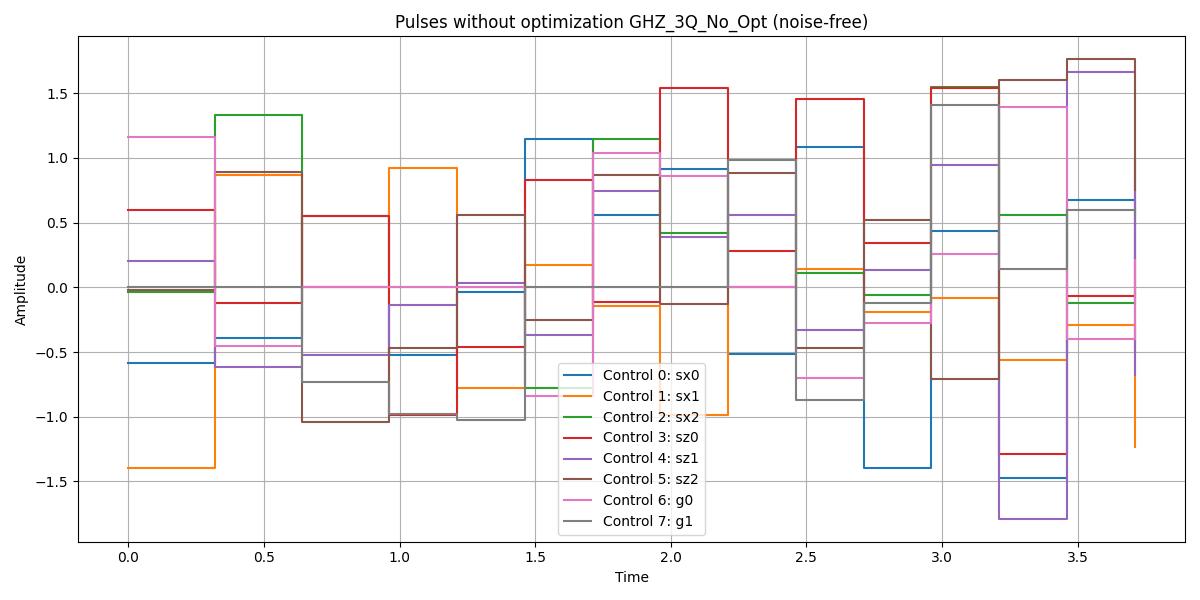 Pulses without optimization GHZ_3Q_No_Opt (noise-free)
1.5
1.0
0.5
0.0
−0.5
−1.0
−1.5
Amplitude
Control 0: sx0
Control 1: sx1
Control 2: sx2
Control 3: sz0
Control 4: sz1
Control 5: sz2
Control 6: g0
Control 7: g1
0.0 0.5 1.0 1.5 2.0 2.5 3.0 3.5
Time